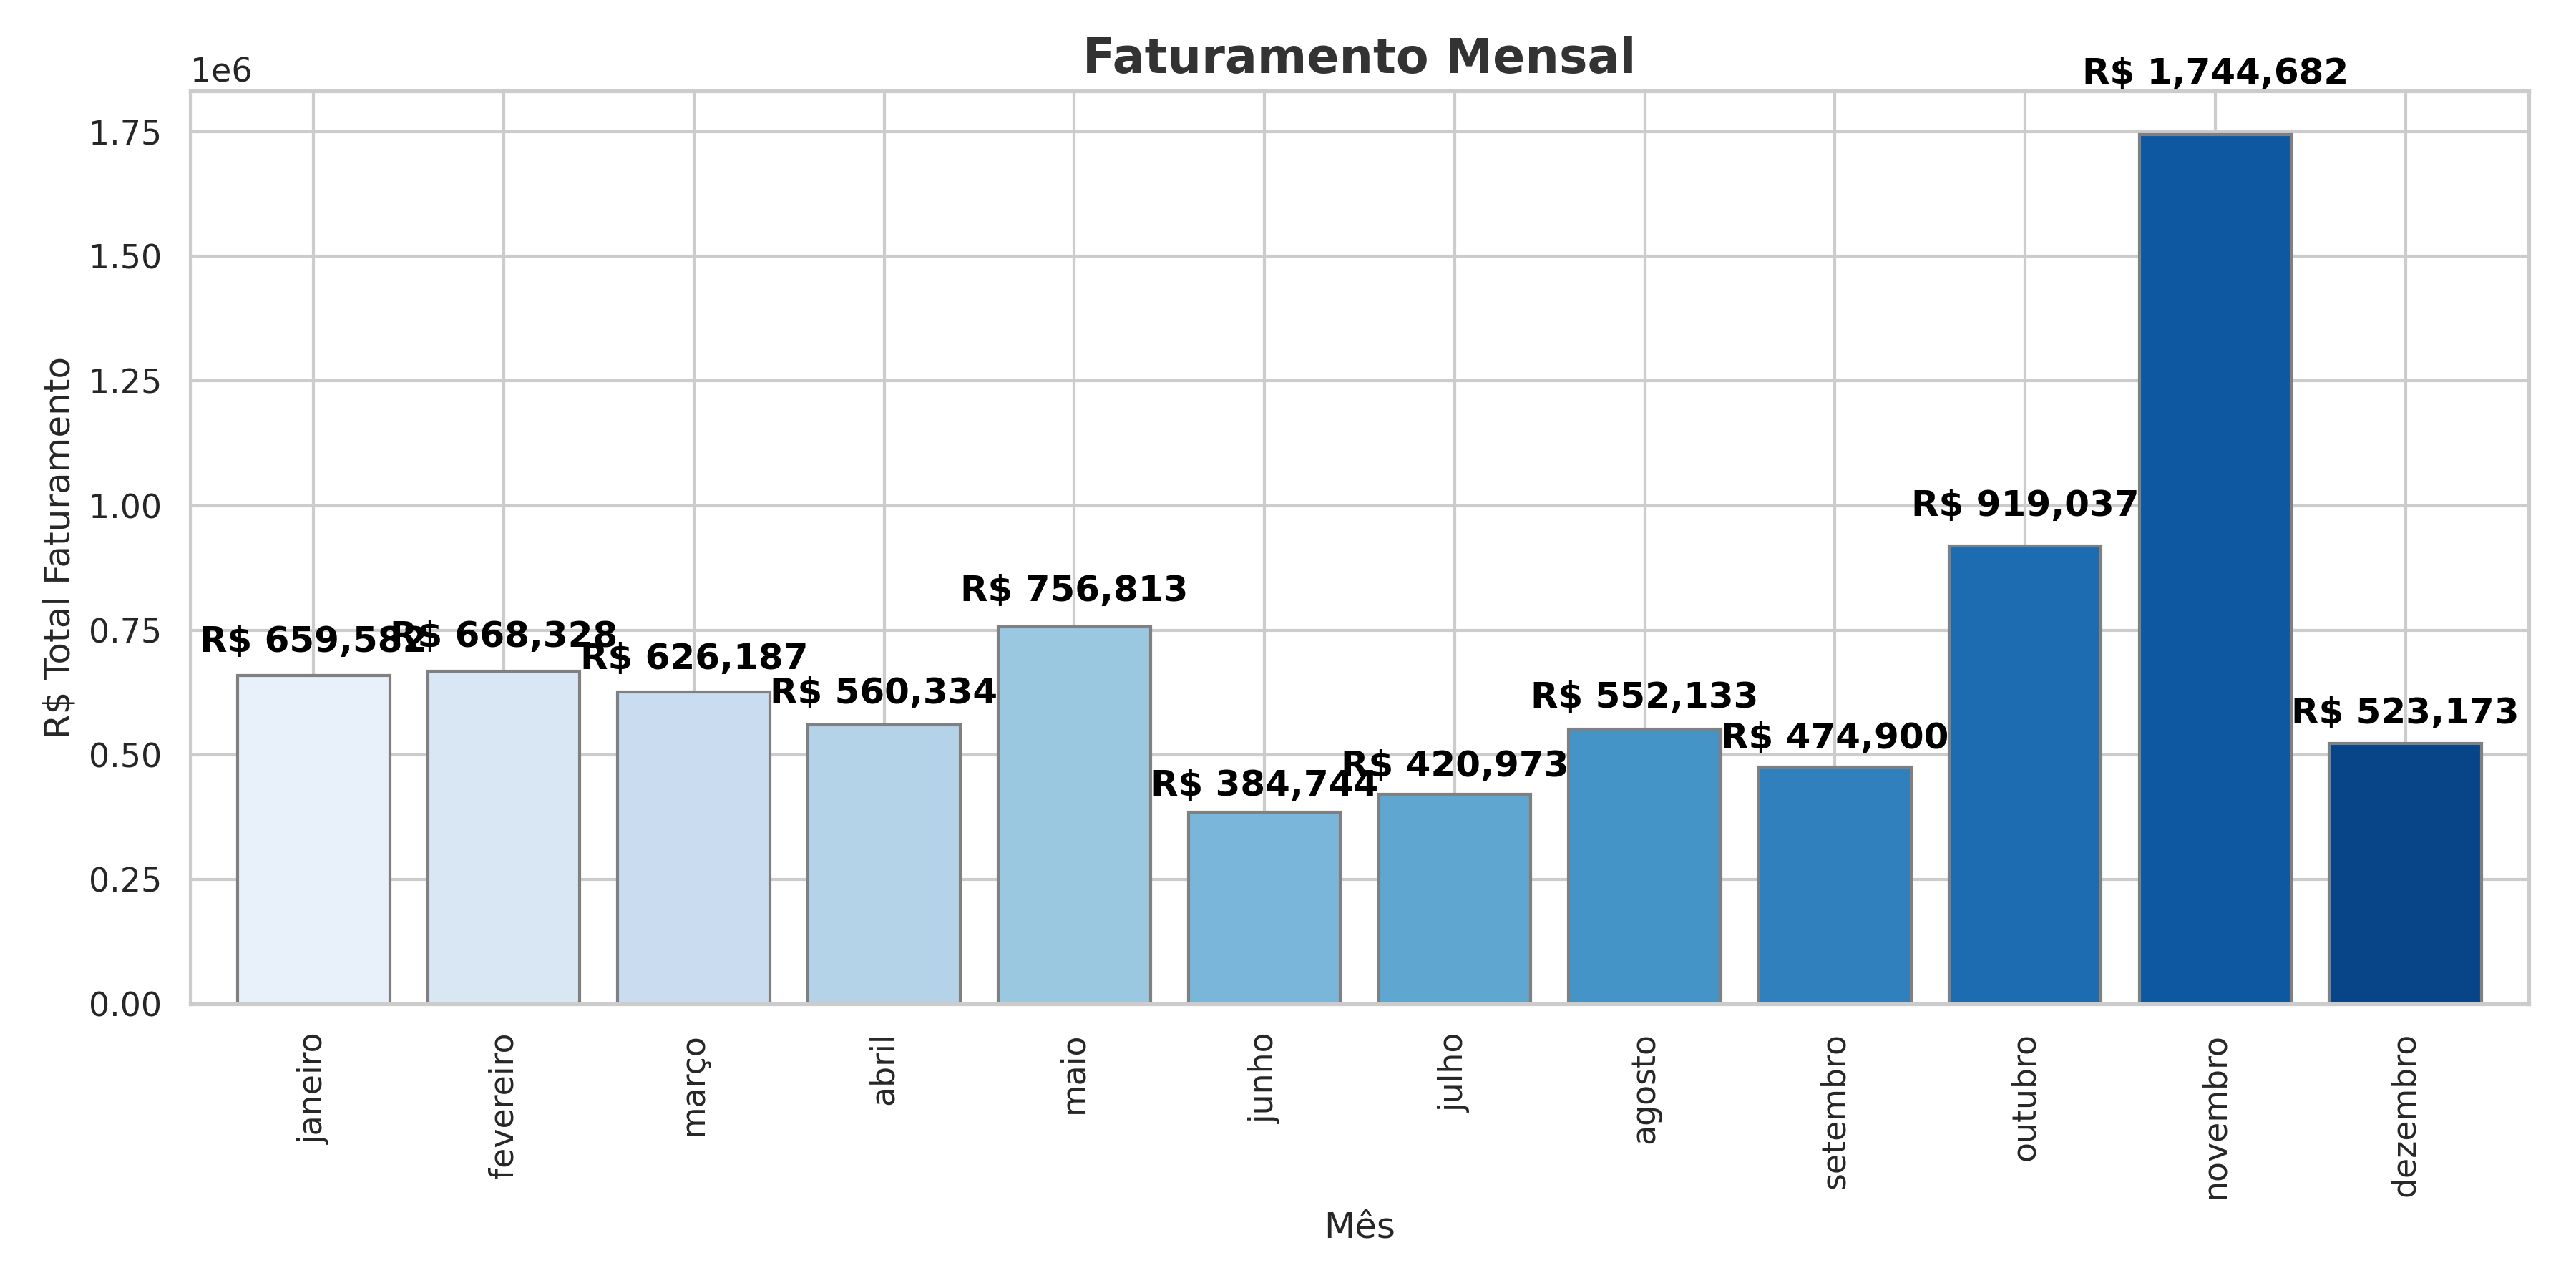 Faturamento Mensal
1e6
R$ Total Faturamento
1.75
1.50
1.25
1.00
0.75
0.50
0.25
0.00
R$ 659,582
R$ 668,328
R$ 626,187
R$ 560,334
R$ 756,813
R$ 384,744
R$ 420,973
R$ 552,133
R$ 474,900
R$ 919,037
R$ 1,744,682
R$ 523,173
janeiro
fevereiro
março
abril
maio
junho
julho
agosto
setembro
outubro
novembro
dezembro
Mês